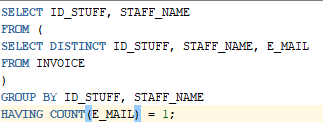 SELECT ID_STUFF, STAFF_NAME
FROM (
SELECT DISTINCT ID_STUFF, STAFF_NAME, E_MAIL
FROM INVOICE
)
GROUP BY ID_STUFF, STAFF_NAME
HAVING COUNT(E_MAIL) = 1;